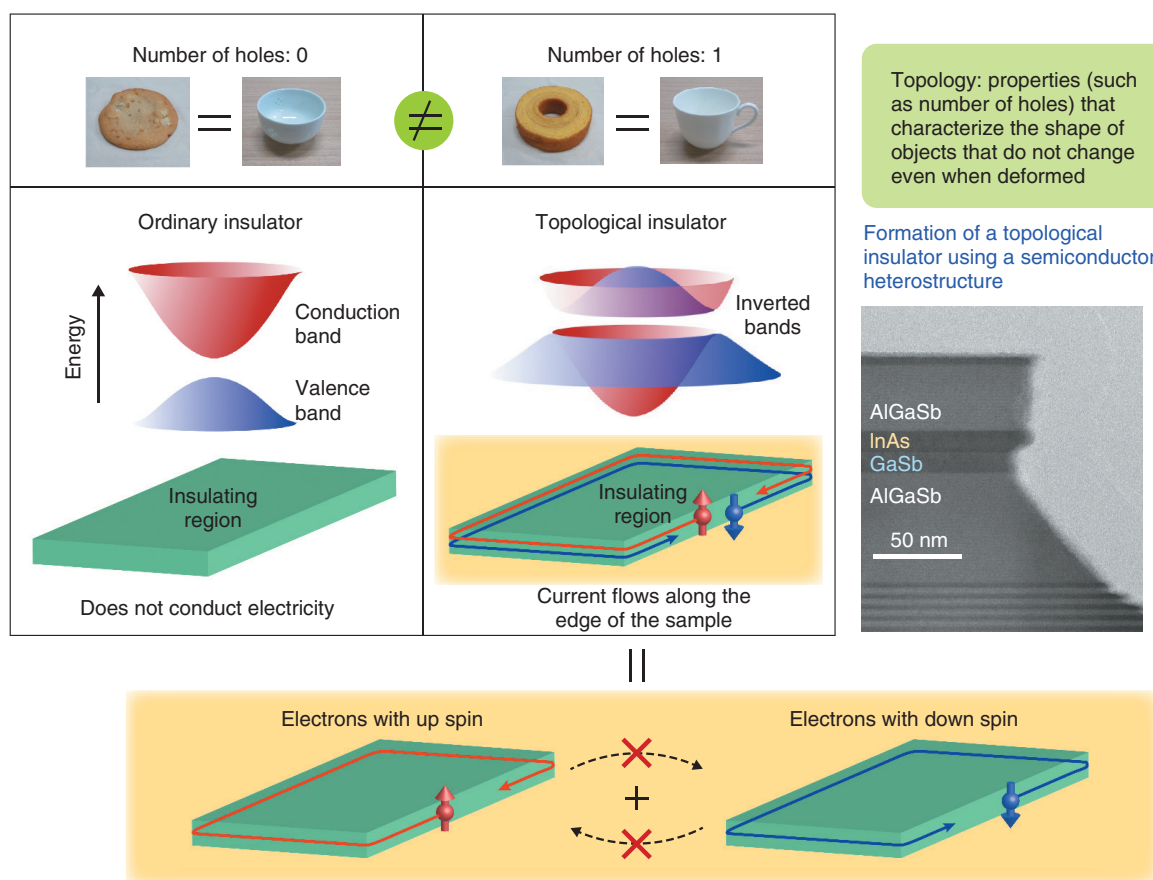 Number of holes: 0
Number of holes: 1
=
≠
=
Topology: properties (such
as number of holes) that
characterize the shape of
objects that do not change
even when deformed
Ordinary insulator
Energy
Conduction
band
Valence
band
Insulating
region
Does not conduct electricity
Topological insulator
Inverted
bands
Insulating
region
Current flows along the
edge of the sample
Formation of a topological
insulator using a semiconductor
heterostructure
AlGaSb
InAs
GaSb
AlGaSb
50 nm
=
Electrons with up spin
+
Electrons with down spin